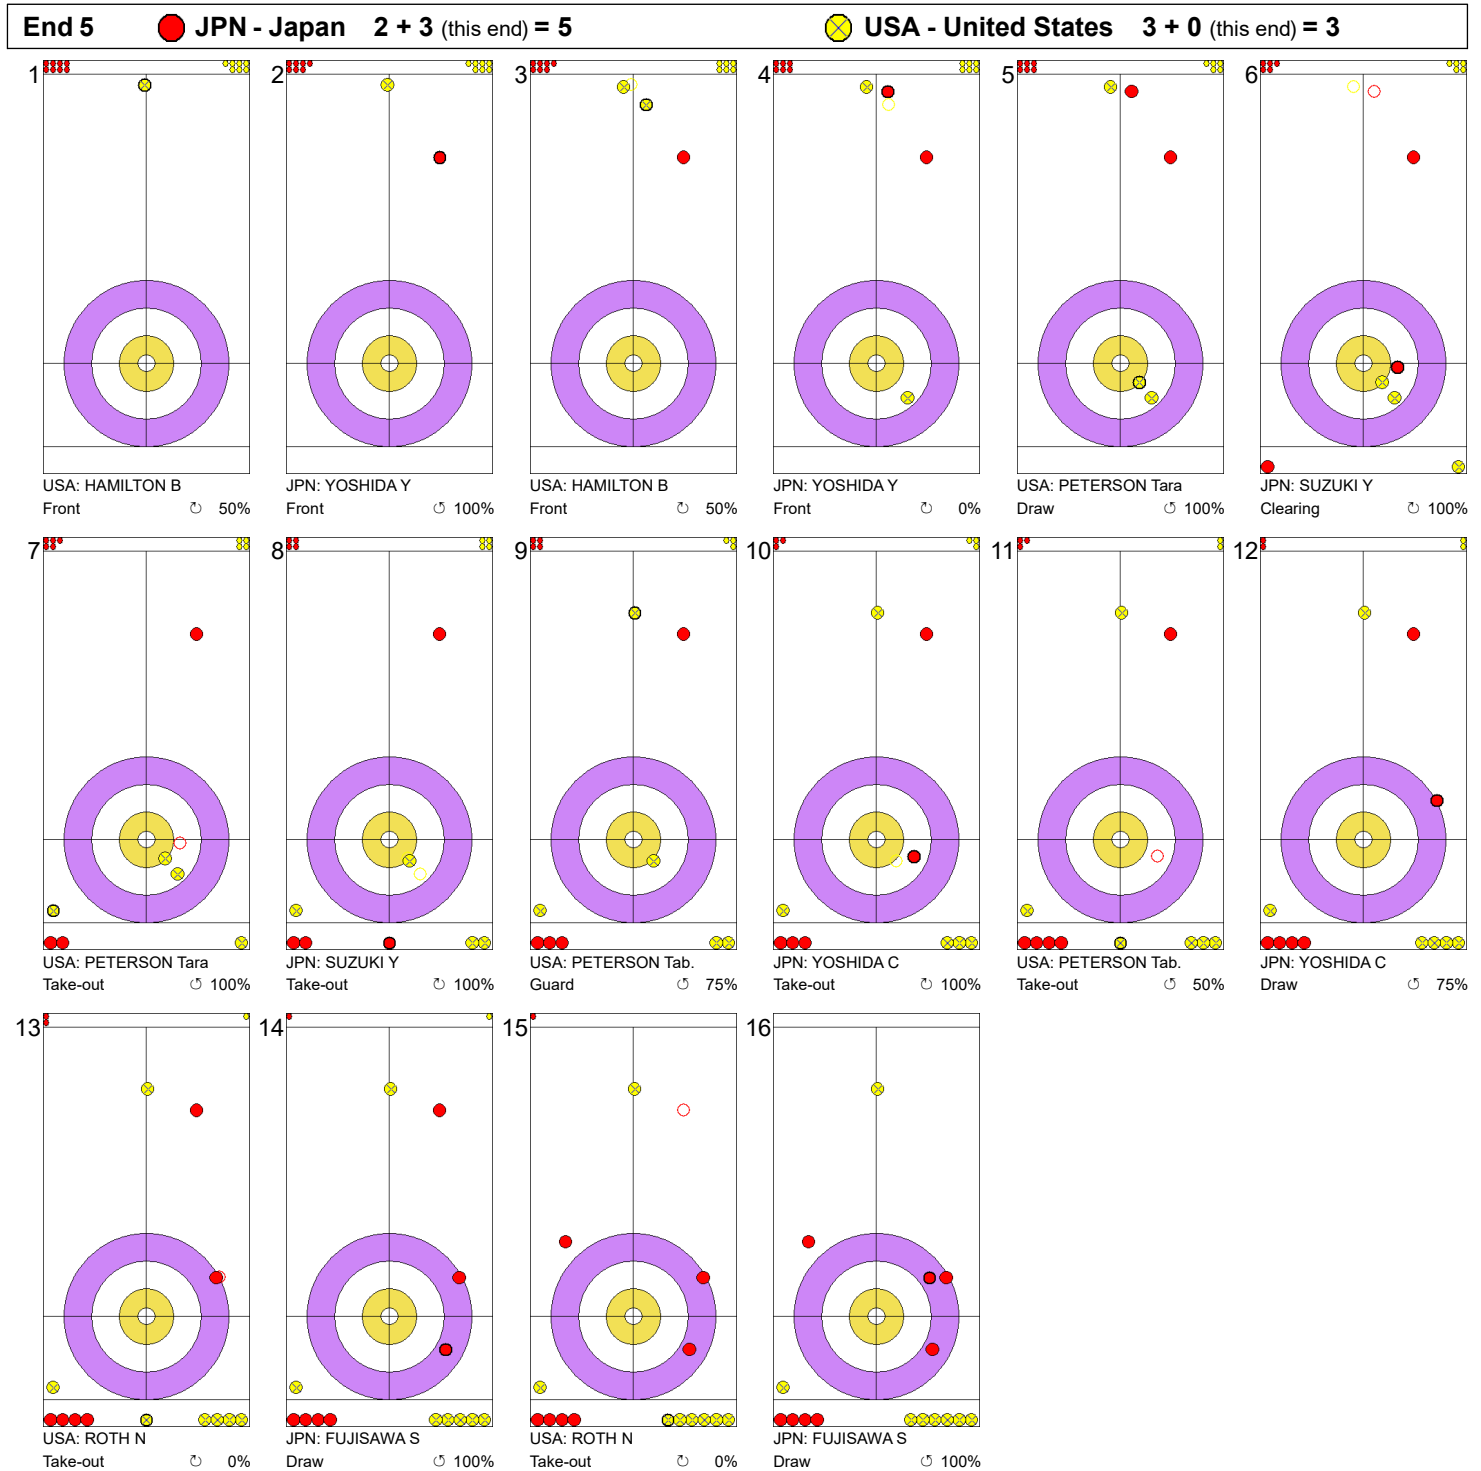 End 5 JPN - Japan 2 + 3 (this end) = 5 USA - United States 3 + 0 (this end) = 3
1 2 3 4 5 6
USA: HAMILTON B JPN: YOSHIDA Y USA: HAMILTON B JPN: YOSHIDA Y USA: PETERSON Tara JPN: SUZUKI Y
Front ↻ 50% Front ↺ 100% Front ↻ 50% Front ↻ 0% Draw ↺ 100% Clearing ↺ 100%
7 8 9 10 11 12
USA: PETERSON Tara JPN: SUZUKI Y USA: PETERSON Tab. JPN: YOSHIDA C USA: PETERSON Tab. JPN: YOSHIDA C
Take-out ↺ 100% Take-out ↺ 100% Guard ↺ 75% Take-out ↻ 100% Take-out ↺ 50% Draw ↺ 75%
13 14 15 16
USA: ROTH N JPN: FUJISAWA S USA: ROTH N JPN: FUJISAWA S
Take-out ↻ 0% Draw ↺ 100% Take-out ↻ 0% Draw ↻ 100%